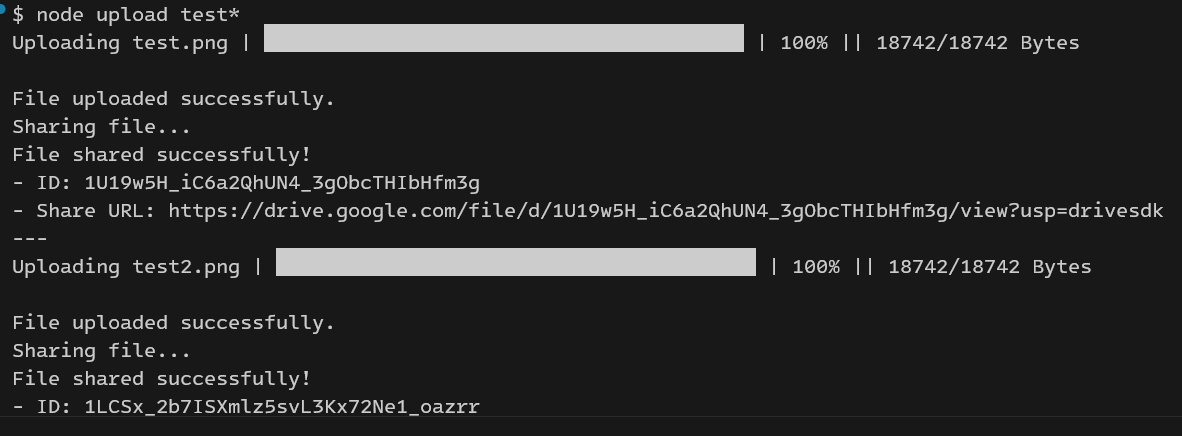 $ node upload test*
Uploading test.png | | 100% || 18742/18742 Bytes
File uploaded successfully.
Sharing file...
File shared successfully!
- ID: 1U19w5H_iC6a2QhUN4_3gObcTHIbHfm3g
- Share URL: https://drive.google.com/file/d/1U19w5H_iC6a2QhUN4_3gObcTHIbHfm3g/view?usp=drivesdk
---
Uploading test2.png | | 100% || 18742/18742 Bytes
File uploaded successfully.
Sharing file...
File shared successfully!
- ID: 1LCSx_2b7ISXmlz5svL3Kx72Ne1_oazrr